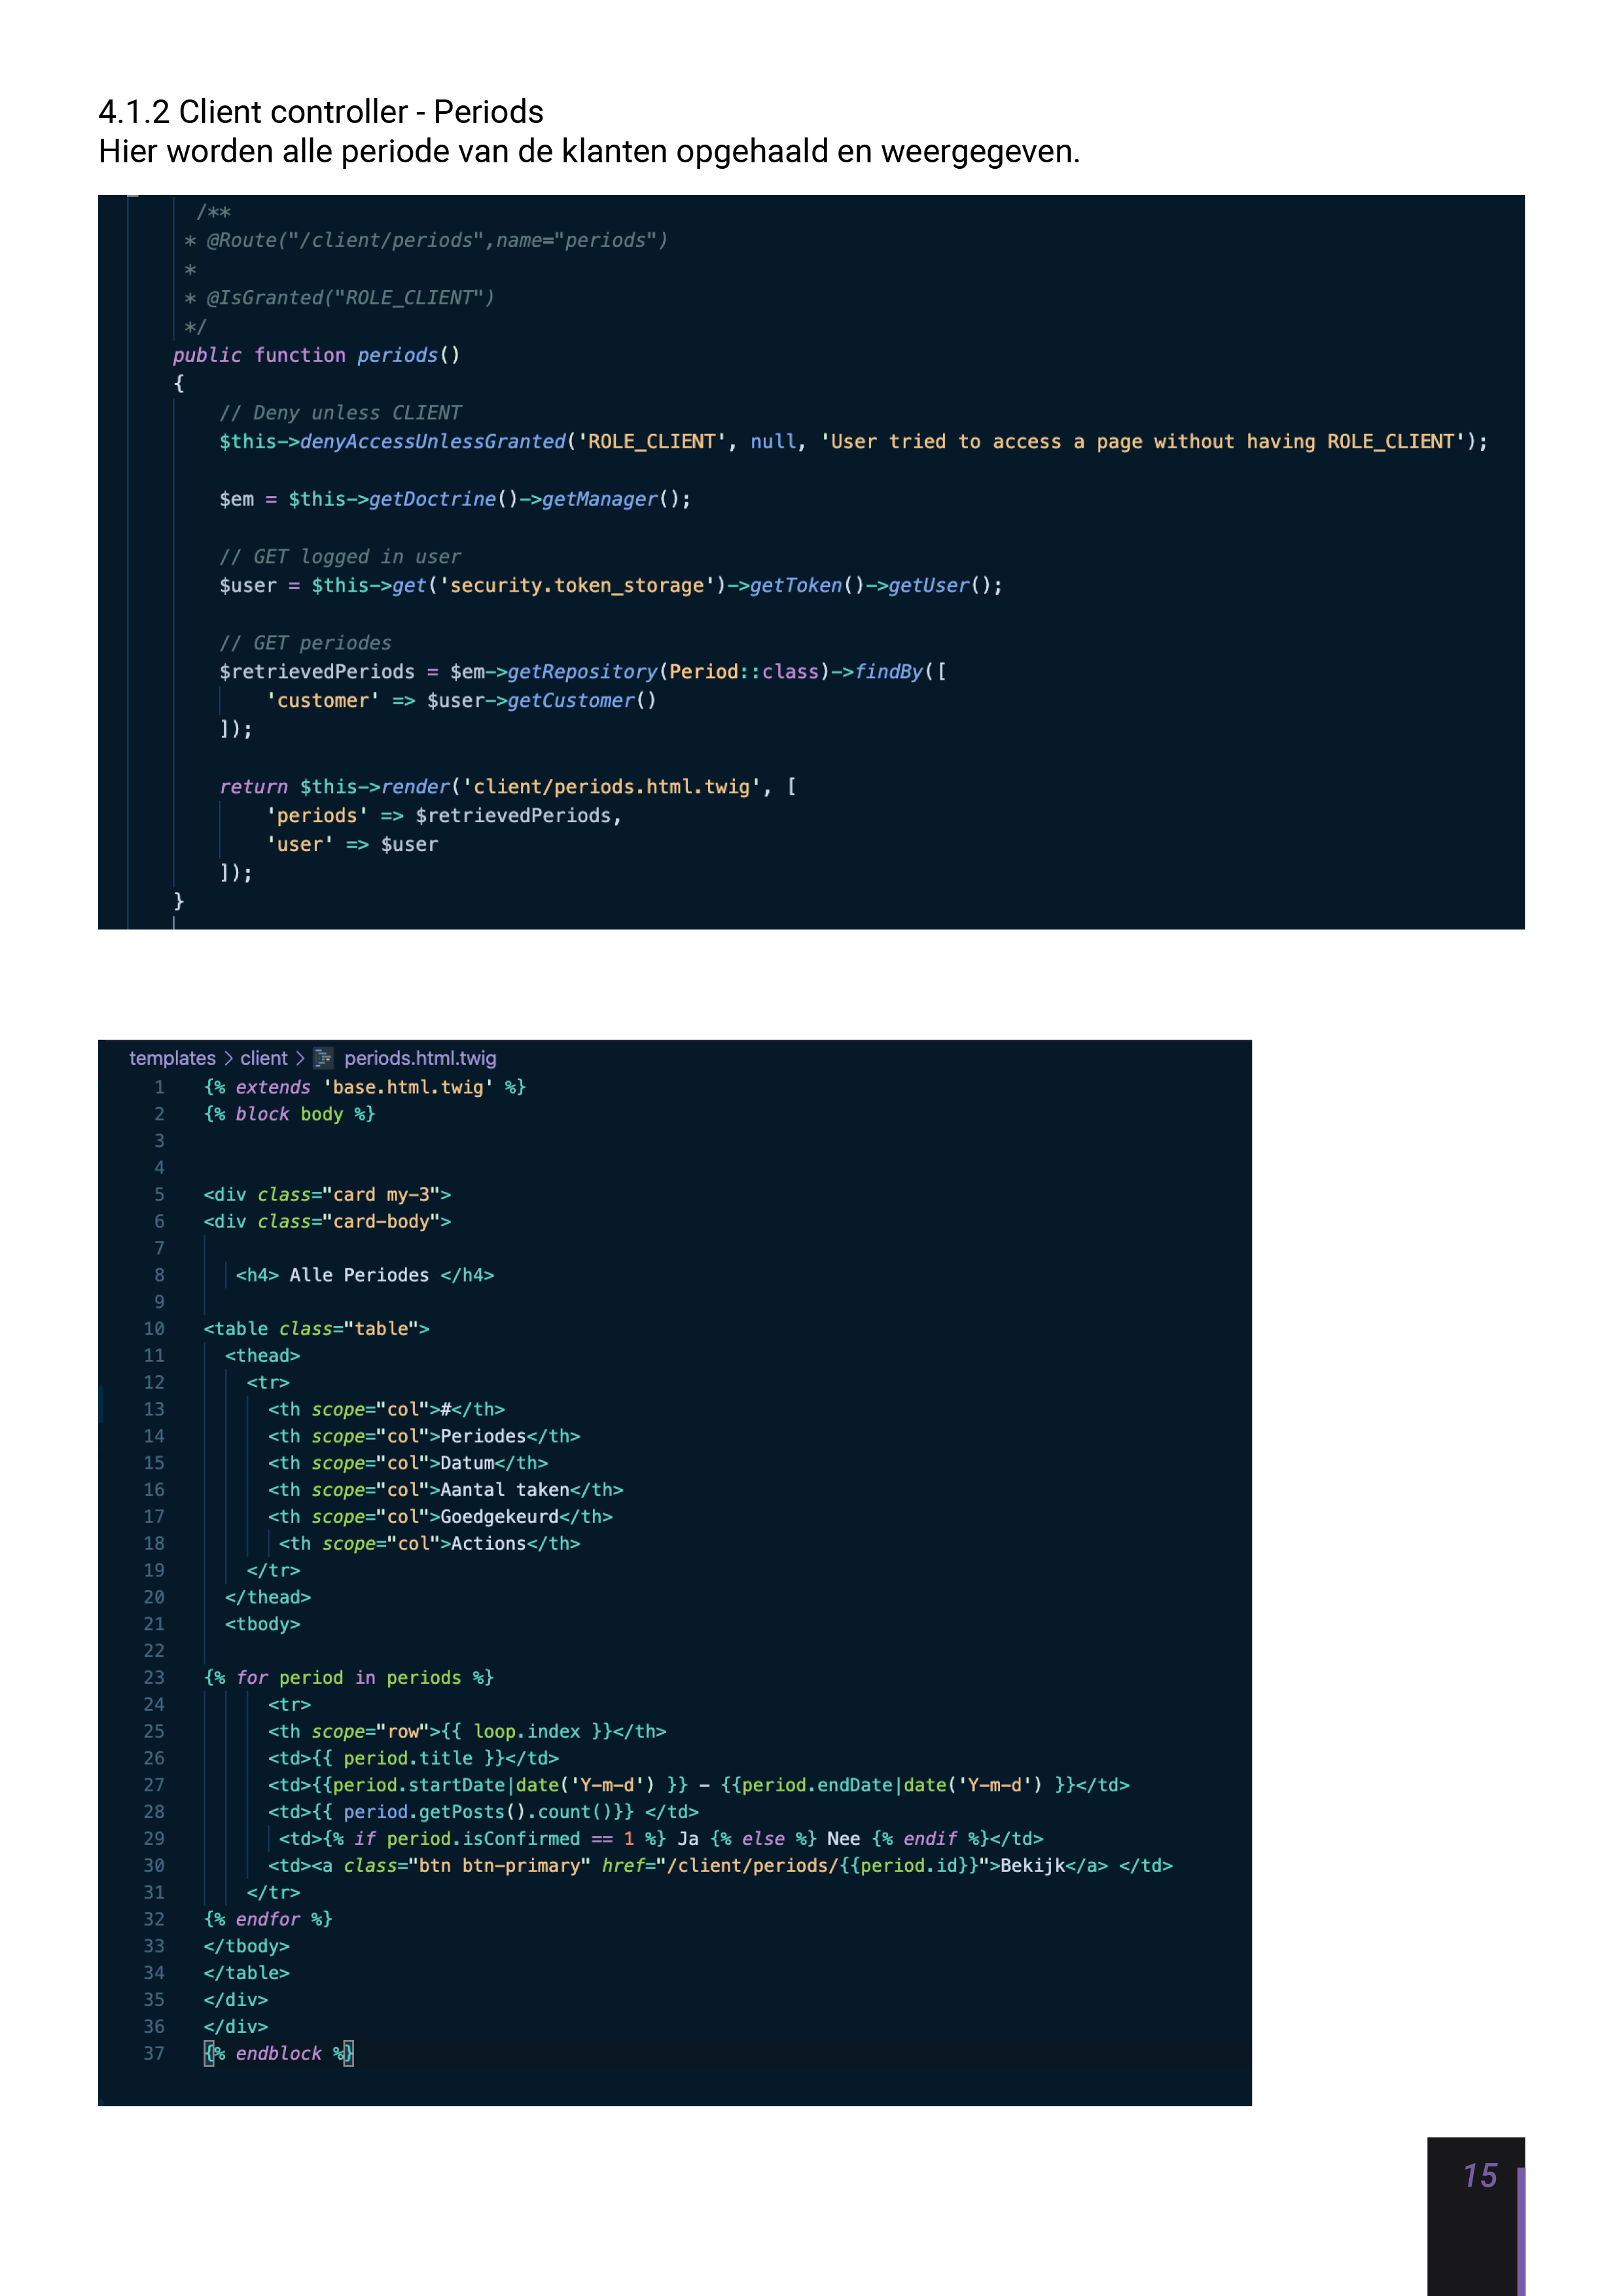 4.1.2 Client controller - Periods
Hier worden alle periode van de klanten opgehaald en weergegeven.
/**
* @Route("/client/periods",name="periods")
*
* @IsGranted("ROLE_CLIENT")
*/
public function periods()
{
// Deny unless CLIENT
$this->denyAccessUnlessGranted('ROLE_CLIENT', null, 'User tried to access a page without having ROLE_CLIENT');
$em = $this->getDoctrine()->getManager();
// GET logged in user
$user = $this->get('security.token_storage')->getToken()->getUser();
// GET periodes
$retrievedPeriods = $em->getRepository(Period::class)->findBy([
'customer' => $user->getCustomer()
]);
return $this->render('client/periods.html.twig', [
'periods' => $retrievedPeriods,
'user' => $user
]);
}
templates > client > periods.html.twig
1 {% extends 'base.html.twig' %}
2 {% block body %}
3
4
5 <div class="card my-3">
6 <div class="card-body">
7
8 <h4> Alle Periodes </h4>
9
10 <table class="table">
11 <thead>
12 <tr>
13 <th scope="col">#</th>
14 <th scope="col">Periodes</th>
15 <th scope="col">Datum</th>
16 <th scope="col">Aantal taken</th>
17 <th scope="col">Goedgekeurd</th>
18 <th scope="col">Actions</th>
19 </tr>
20 </thead>
21 <tbody>
22
23 {% for period in periods %}
24 <tr>
25 <th scope="row">{{ loop.index }}</th>
26 <td>{{ period.title }}</td>
27 <td>{{period.startDate|date('Y-m-d') }} - {{period.endDate|date('Y-m-d') }}</td>
28 <td>{{ period.getPosts().count()}} </td>
29 <td>{% if period.isConfirmed == 1 %} Ja {% else %} Nee {% endif %}</td>
30 <td><a class="btn btn-primary" href="/client/periods/{{period.id}}">Bekijk</a> </td>
31 </tr>
32 {% endfor %}
33 </tbody>
34 </table>
35 </div>
36 </div>
37 {% endblock %}
15